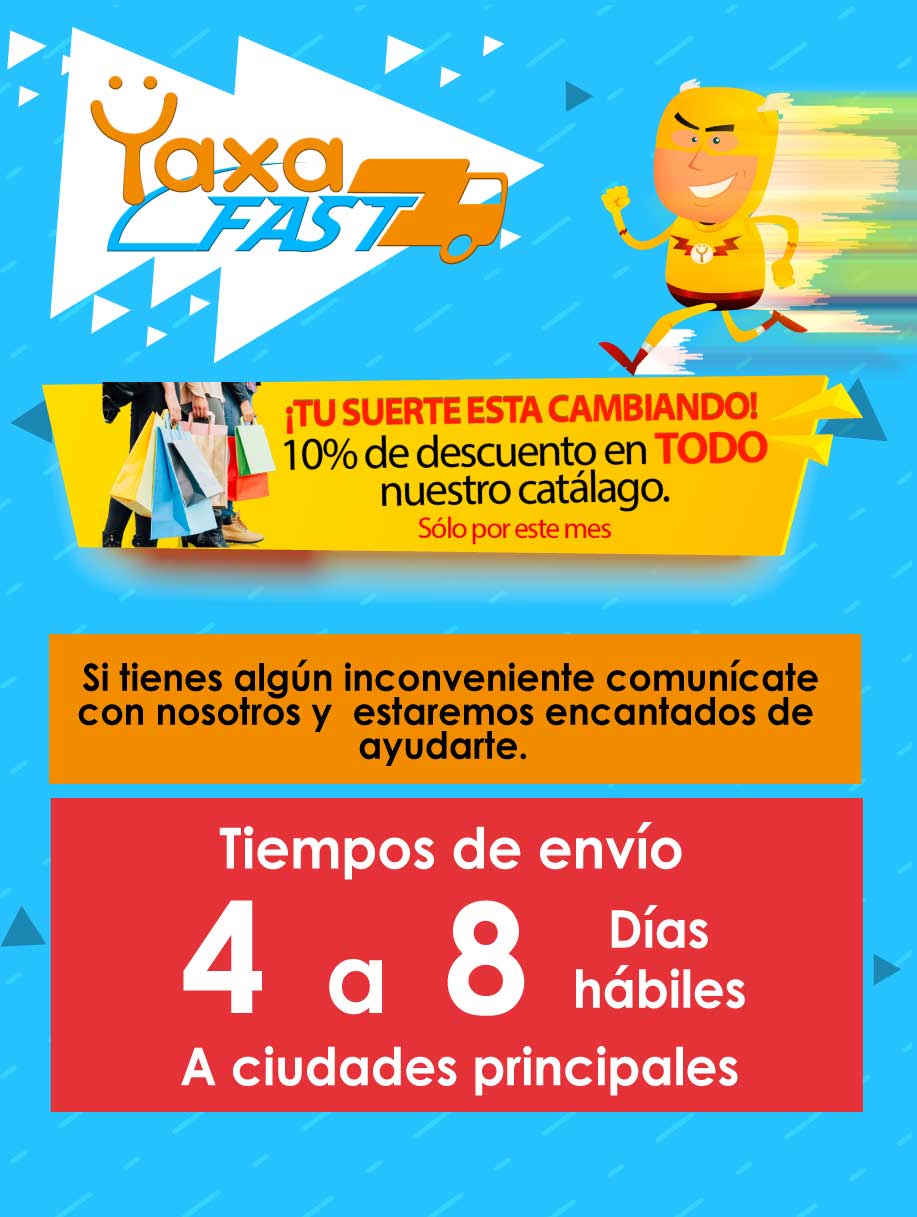 Yaxa
FAST
¡TU SUERTE ESTA CAMBIANDO!
10% de descuento en TODO
nuestro catálago.
Sólo por este mes
Si tienes algún inconveniente comunícate
con nosotros y estaremos encantados de
ayudarte.
Tiempos de envío
4 a 8 Días
hábiles
A ciudades principales